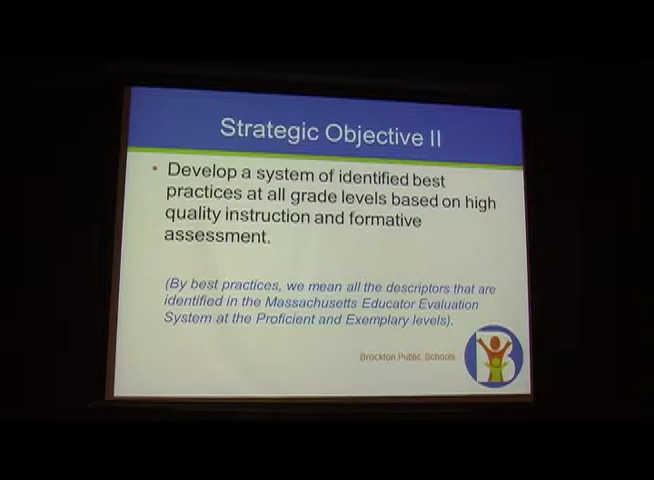 Strategic Objective II
• Develop a system of identified best
practices at all grade levels based on high
quality instruction and formative
assessment.
(By best practices, we mean all the descriptors that are
identified in the Massachusetts Educator Evaluation
System at the Proficient and Exemplary levels).
Brockton Public Schools
B